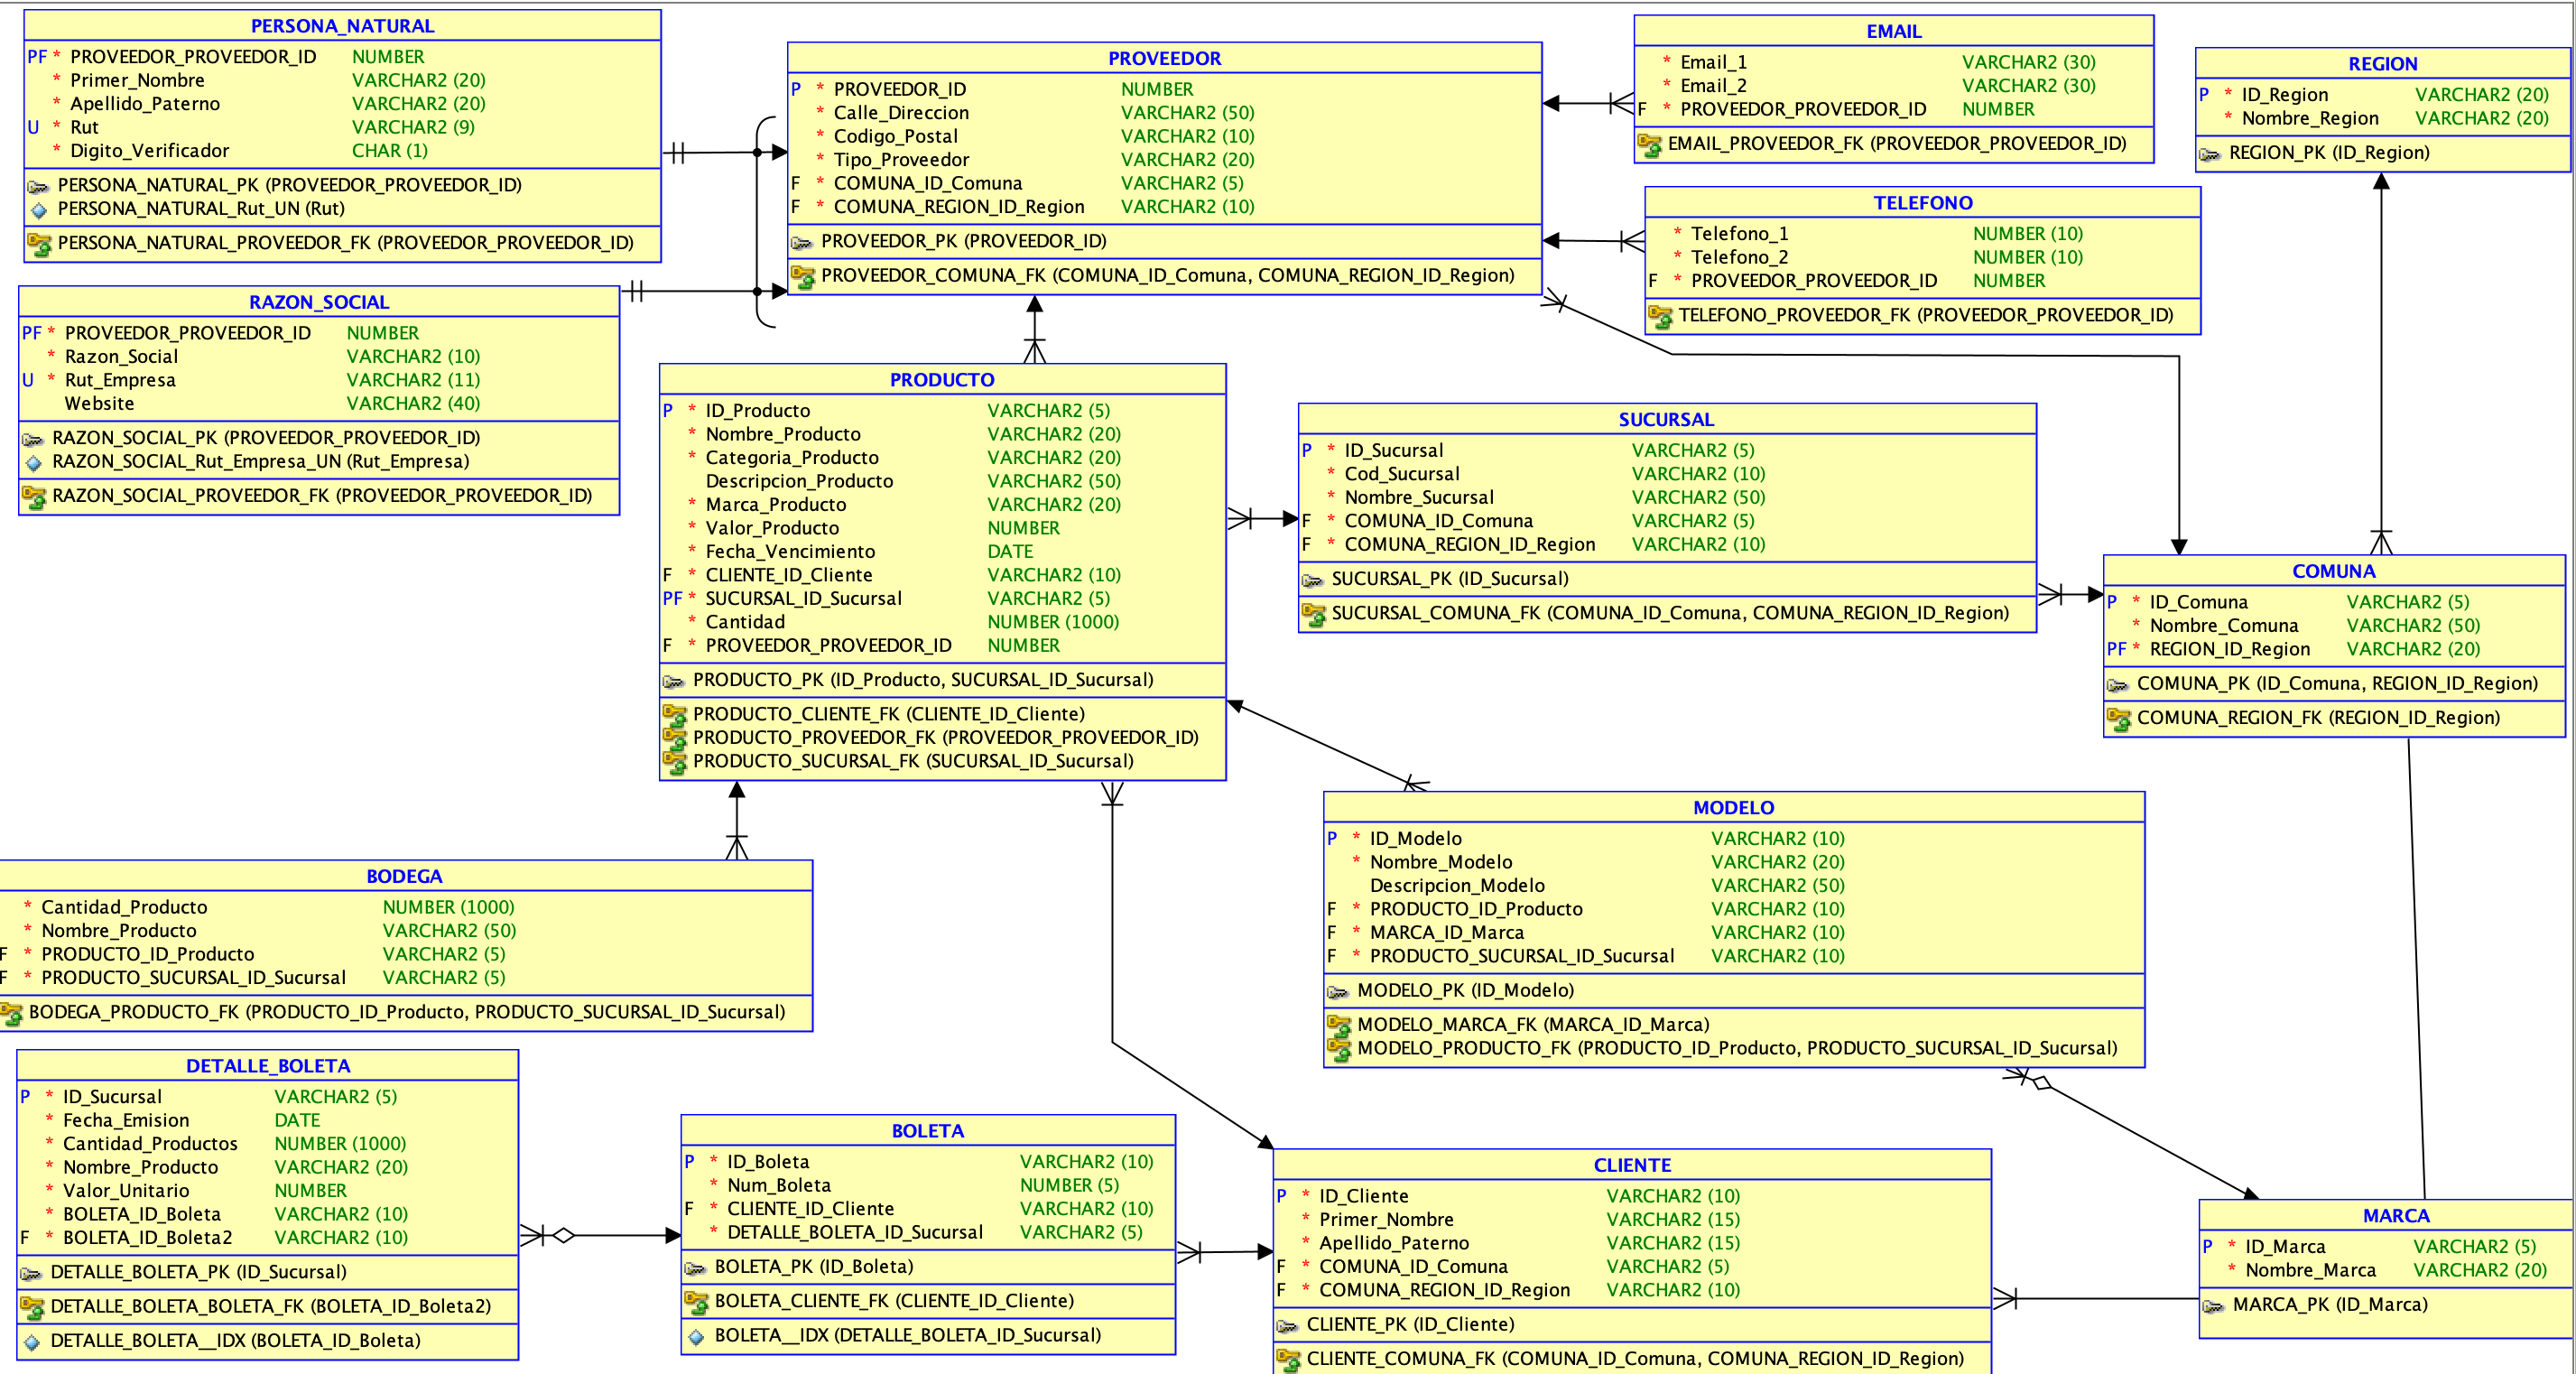 PERSONA_NATURAL
PF * PROVEEDOR_PROVEEDOR_ID NUMBER
* Primer_Nombre VARCHAR2 (20)
* Apellido_Paterno VARCHAR2 (20)
U * Rut VARCHAR2 (9)
* Digito_Verificador CHAR (1)
PERSONA_NATURAL_PK (PROVEEDOR_PROVEEDOR_ID)
PERSONA_NATURAL_Rut_UN (Rut)
PERSONA_NATURAL_PROVEEDOR_FK (PROVEEDOR_PROVEEDOR_ID)
PROVEEDOR
P * PROVEEDOR_ID NUMBER
* Calle_Direccion VARCHAR2 (50)
* Codigo_Postal VARCHAR2 (10)
* Tipo_Proveedor VARCHAR2 (20)
F * COMUNA_ID_Comuna VARCHAR2 (5)
F * COMUNA_REGION_ID_Region VARCHAR2 (10)
PROVEEDOR_PK (PROVEEDOR_ID)
PROVEEDOR_COMUNA_FK (COMUNA_ID_Comuna, COMUNA_REGION_ID_Region)
EMAIL
* Email_1 VARCHAR2 (30)
* Email_2 VARCHAR2 (30)
F * PROVEEDOR_PROVEEDOR_ID NUMBER
EMAIL_PROVEEDOR_FK (PROVEEDOR_PROVEEDOR_ID)
REGION
P * ID_Region VARCHAR2 (20)
* Nombre_Region VARCHAR2 (20)
REGION_PK (ID_Region)
TELEFONO
* Telefono_1 NUMBER (10)
* Telefono_2 NUMBER (10)
F * PROVEEDOR_PROVEEDOR_ID NUMBER
TELEFONO_PROVEEDOR_FK (PROVEEDOR_PROVEEDOR_ID)
RAZON_SOCIAL
PF * PROVEEDOR_PROVEEDOR_ID NUMBER
* Razon_Social VARCHAR2 (10)
U * Rut_Empresa VARCHAR2 (11)
Website VARCHAR2 (40)
RAZON_SOCIAL_PK (PROVEEDOR_PROVEEDOR_ID)
RAZON_SOCIAL_Rut_Empresa_UN (Rut_Empresa)
RAZON_SOCIAL_PROVEEDOR_FK (PROVEEDOR_PROVEEDOR_ID)
PRODUCTO
P * ID_Producto VARCHAR2 (5)
* Nombre_Producto VARCHAR2 (20)
* Categoria_Producto VARCHAR2 (20)
Descripcion_Producto VARCHAR2 (50)
* Marca_Producto VARCHAR2 (20)
* Valor_Producto NUMBER
* Fecha_Vencimiento DATE
F * CLIENTE_ID_Cliente VARCHAR2 (10)
PF * SUCURSAL_ID_Sucursal VARCHAR2 (5)
* Cantidad NUMBER (1000)
F * PROVEEDOR_PROVEEDOR_ID NUMBER
PRODUCTO_PK (ID_Producto, SUCURSAL_ID_Sucursal)
PRODUCTO_CLIENTE_FK (CLIENTE_ID_Cliente)
PRODUCTO_PROVEEDOR_FK (PROVEEDOR_PROVEEDOR_ID)
PRODUCTO_SUCURSAL_FK (SUCURSAL_ID_Sucursal)
SUCURSAL
P * ID_Sucursal VARCHAR2 (5)
* Cod_Sucursal VARCHAR2 (10)
* Nombre_Sucursal VARCHAR2 (50)
F * COMUNA_ID_Comuna VARCHAR2 (5)
F * COMUNA_REGION_ID_Region VARCHAR2 (10)
SUCURSAL_PK (ID_Sucursal)
SUCURSAL_COMUNA_FK (COMUNA_ID_Comuna, COMUNA_REGION_ID_Region)
COMUNA
P * ID_Comuna VARCHAR2 (5)
* Nombre_Comuna VARCHAR2 (50)
PF * REGION_ID_Region VARCHAR2 (20)
COMUNA_PK (ID_Comuna, REGION_ID_Region)
COMUNA_REGION_FK (REGION_ID_Region)
BODEGA
* Cantidad_Producto NUMBER (1000)
* Nombre_Producto VARCHAR2 (50)
F * PRODUCTO_ID_Producto VARCHAR2 (5)
F * PRODUCTO_SUCURSAL_ID_Sucursal VARCHAR2 (5)
BODEGA_PRODUCTO_FK (PRODUCTO_ID_Producto, PRODUCTO_SUCURSAL_ID_Sucursal)
MODELO
P * ID_Modelo VARCHAR2 (10)
* Nombre_Modelo VARCHAR2 (20)
Descripcion_Modelo VARCHAR2 (50)
F * PRODUCTO_ID_Producto VARCHAR2 (10)
F * MARCA_ID_Marca VARCHAR2 (10)
F * PRODUCTO_SUCURSAL_ID_Sucursal VARCHAR2 (10)
MODELO_PK (ID_Modelo)
MODELO_MARCA_FK (MARCA_ID_Marca)
MODELO_PRODUCTO_FK (PRODUCTO_ID_Producto, PRODUCTO_SUCURSAL_ID_Sucursal)
DETALLE_BOLETA
P * ID_Sucursal VARCHAR2 (5)
* Fecha_Emision DATE
* Cantidad_Productos NUMBER (1000)
* Nombre_Producto VARCHAR2 (20)
* Valor_Unitario NUMBER
* BOLETA_ID_Boleta VARCHAR2 (10)
F * BOLETA_ID_Boleta2 VARCHAR2 (10)
DETALLE_BOLETA_PK (ID_Sucursal)
DETALLE_BOLETA_BOLETA_FK (BOLETA_ID_Boleta2)
DETALLE_BOLETA__IDX (BOLETA_ID_Boleta)
BOLETA
P * ID_Boleta VARCHAR2 (10)
* Num_Boleta NUMBER (5)
F * CLIENTE_ID_Cliente VARCHAR2 (10)
* DETALLE_BOLETA_ID_Sucursal VARCHAR2 (5)
BOLETA_PK (ID_Boleta)
BOLETA_CLIENTE_FK (CLIENTE_ID_Cliente)
BOLETA__IDX (DETALLE_BOLETA_ID_Sucursal)
CLIENTE
P * ID_Cliente VARCHAR2 (10)
* Primer_Nombre VARCHAR2 (15)
* Apellido_Paterno VARCHAR2 (15)
F * COMUNA_ID_Comuna VARCHAR2 (5)
F * COMUNA_REGION_ID_Region VARCHAR2 (10)
CLIENTE_PK (ID_Cliente)
CLIENTE_COMUNA_FK (COMUNA_ID_Comuna, COMUNA_REGION_ID_Region)
MARCA
P * ID_Marca VARCHAR2 (5)
* Nombre_Marca VARCHAR2 (20)
MARCA_PK (ID_Marca)